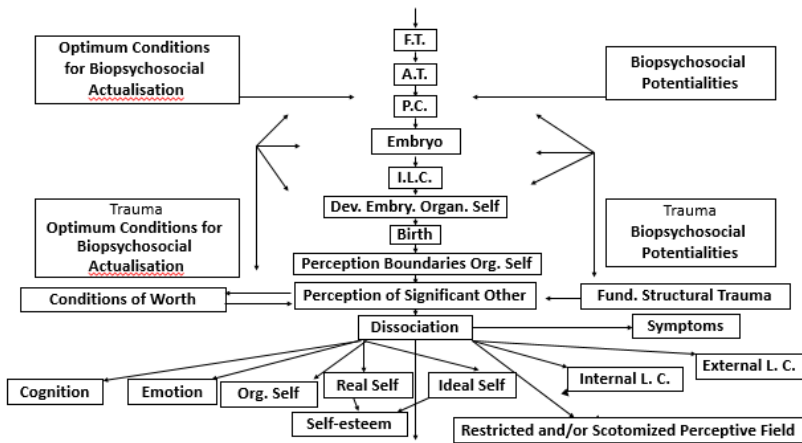 F.T.
Optimum Conditions
for Biopsychosocial
Actualisation
A.T.
Biopsychosocial
Potentialities
P.C.
Embryo
I.L.C.
Dev. Embry. Organ. Self
Trauma
Optimum Conditions for
Biopsychosocial
Actualisation
Trauma
Biopsychosocial
Potentialities
Birth
Perception Boundaries Org. Self
Conditions of Worth
Perception of Significant Other
Fund. Structural Trauma
Dissociation
Symptoms
Cognition
Emotion
Org. Self
Real Self
Ideal Self
Internal L. C.
External L. C.
Self-esteem
Restricted and/or Scotomized Perceptive Field